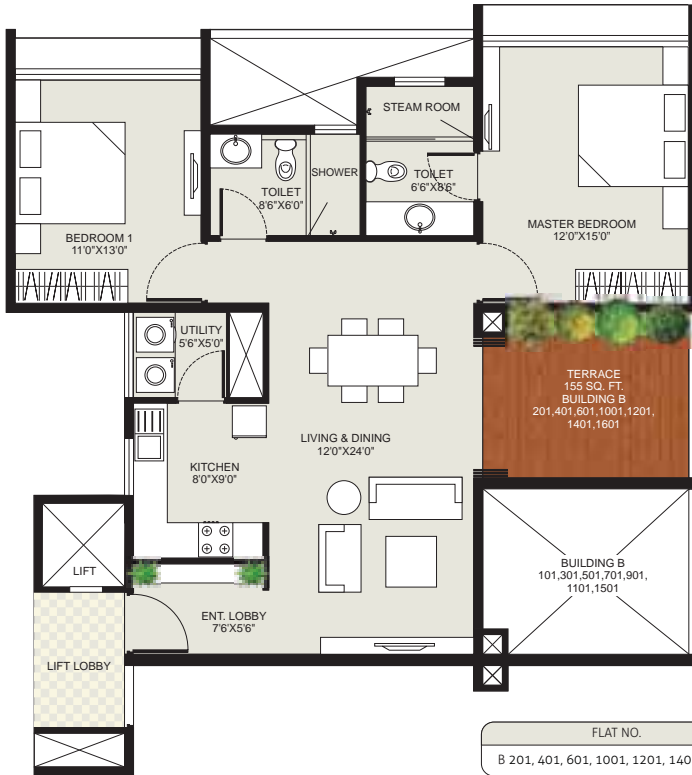 STEAM ROOM
SHOWER
TOILET
8'6"X6'0"
TOILET
6'6"X8'6"
BEDROOM 1
11'0"X13'0"
MASTER BEDROOM
12'0"X15'0"
UTILITY
5'6"X5'0"
TERRACE
155 SQ. FT.
BUILDING B
201,401,601,1001,1201,
1401,1601
LIVING & DINING
12'0"X24'0"
KITCHEN
8'0"X9'0"
LIFT
BUILDING B
101,301,501,701,901,
1101,1501
ENT. LOBBY
7'6"X5'6"
LIFT LOBBY
FLAT NO.
B 201, 401, 601, 1001, 1201, 140